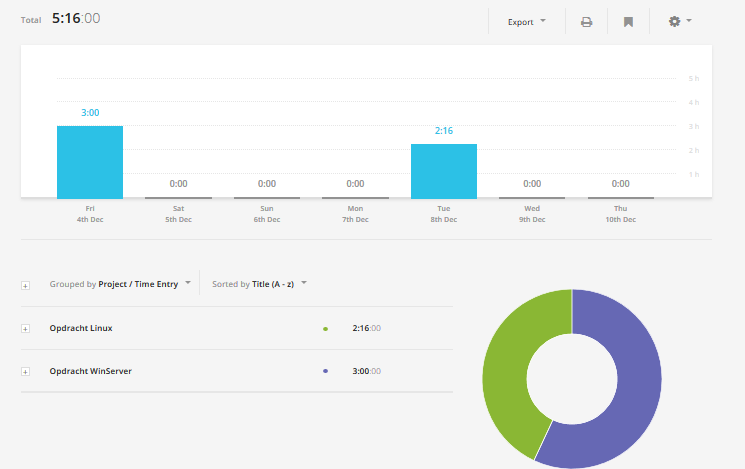 Total 5:16:00
Export
5 h
4 h
3 h
2 h
1 h
3:00
0:00
0:00
0:00
2:16
0:00
0:00
Fri
4th Dec
Sat
5th Dec
Sun
6th Dec
Mon
7th Dec
Tue
8th Dec
Wed
9th Dec
Thu
10th Dec
Grouped by Project / Time Entry
Sorted by Title (A - z)
Opdracht Linux 2:16:00
Opdracht WinServer 3:00:00